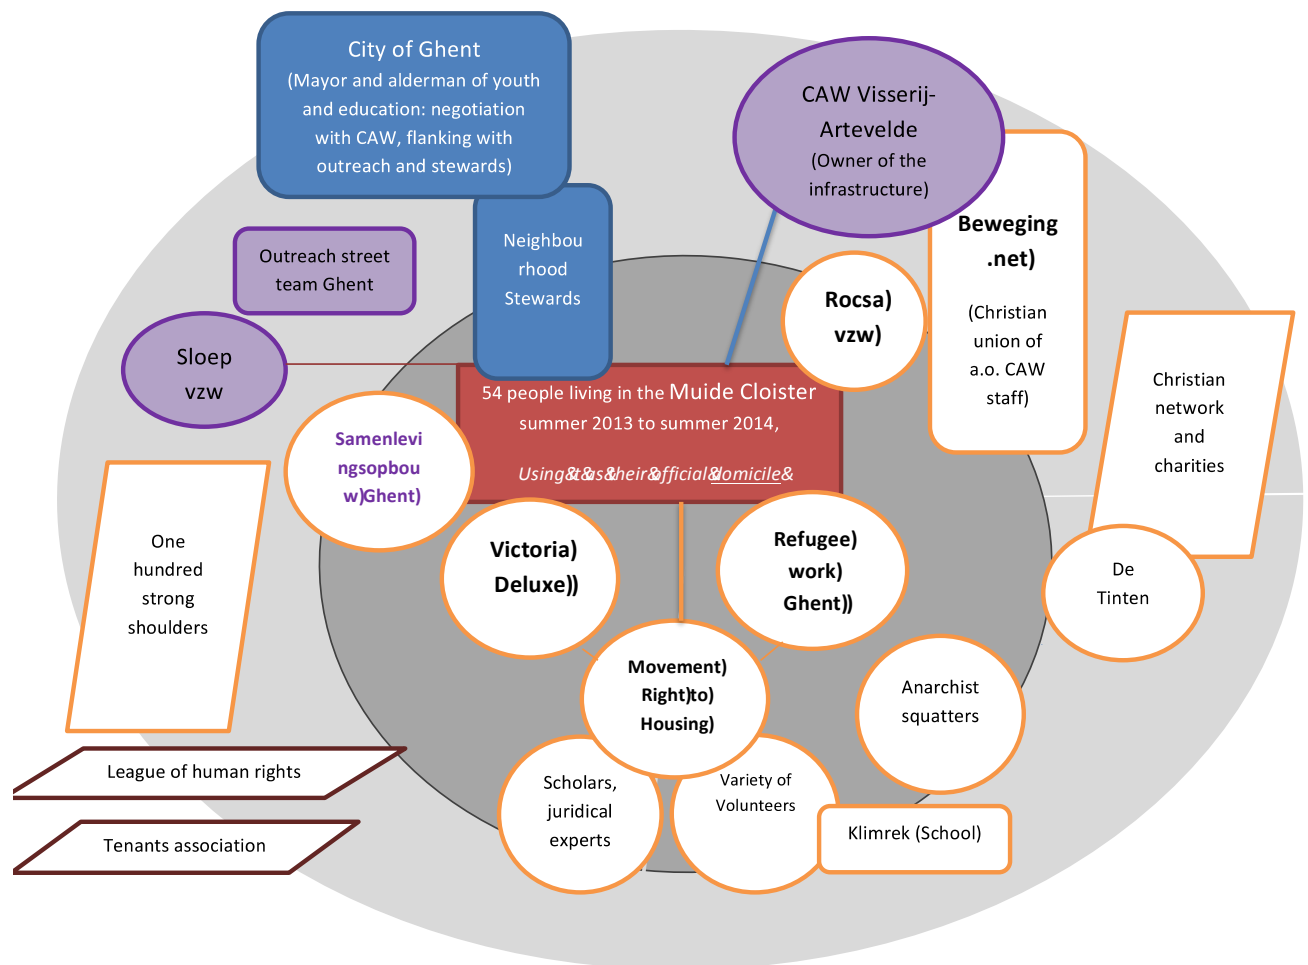 City of Ghent
(Mayor and alderman of youth
and education: negotiation
with CAW, flanking with
outreach and stewards)
CAW Visserij-
Artevelde
(Owner of the
infrastructure)
Neighbou
rhood
Stewards
Outreach street
team Ghent
Beweging
.net)
(Christian
union of
a.o. CAW
staff)
Rocsa)
vzw)
Sloep
vzw
54 people living in the Muide Cloister
summer 2013 to summer 2014,
Using&it&as&their&official&domicile&
Christian
network
and
charities
Samenlevi
ngsopbou
w)Ghent)
One
hundred
strong
shoulders
Victoria)
Deluxe))
Refugee)
work)
Ghent))
De
Tinten
Movement)
Right)to)
Housing)
Anarchist
squatters
League of human rights
Tenants association
Scholars,
juridical
experts
Variety of
Volunteers
Klimrek (School)